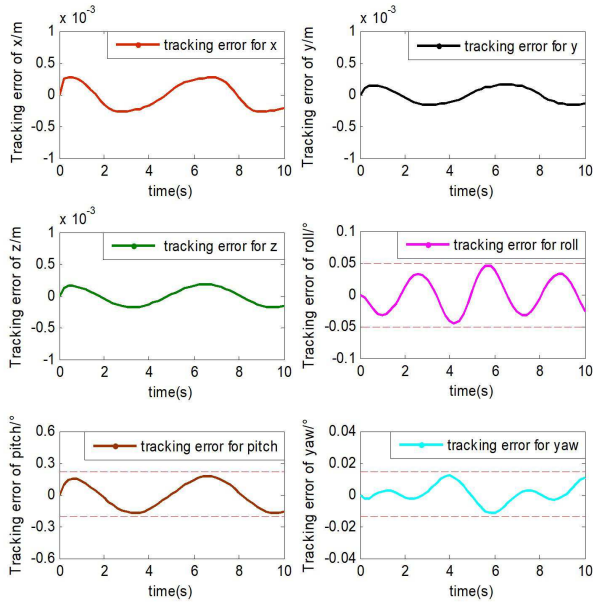 x 10⁻³
1
0.5
0
-0.5
-1
Tracking error of x/m
tracking error for x
0 2 4 6 8 10
time(s)
x 10⁻³
1
0.5
0
-0.5
-1
Tracking error of y/m
tracking error for y
0 2 4 6 8 10
time(s)
x 10⁻³
1
0.5
0
-0.5
-1
Tracking error of z/m
tracking error for z
0 2 4 6 8 10
time(s)
0.1
0.05
0
-0.05
-0.1
Tracking error of roll/°
tracking error for roll
0 2 4 6 8 10
time(s)
0.6
0.3
0
-0.3
-0.6
Tracking error of pitch/°
tracking error for pitch
0 2 4 6 8 10
time(s)
0.04
0.02
0
-0.02
-0.04
Tracking error of yaw/°
tracking error for yaw
0 2 4 6 8 10
time(s)